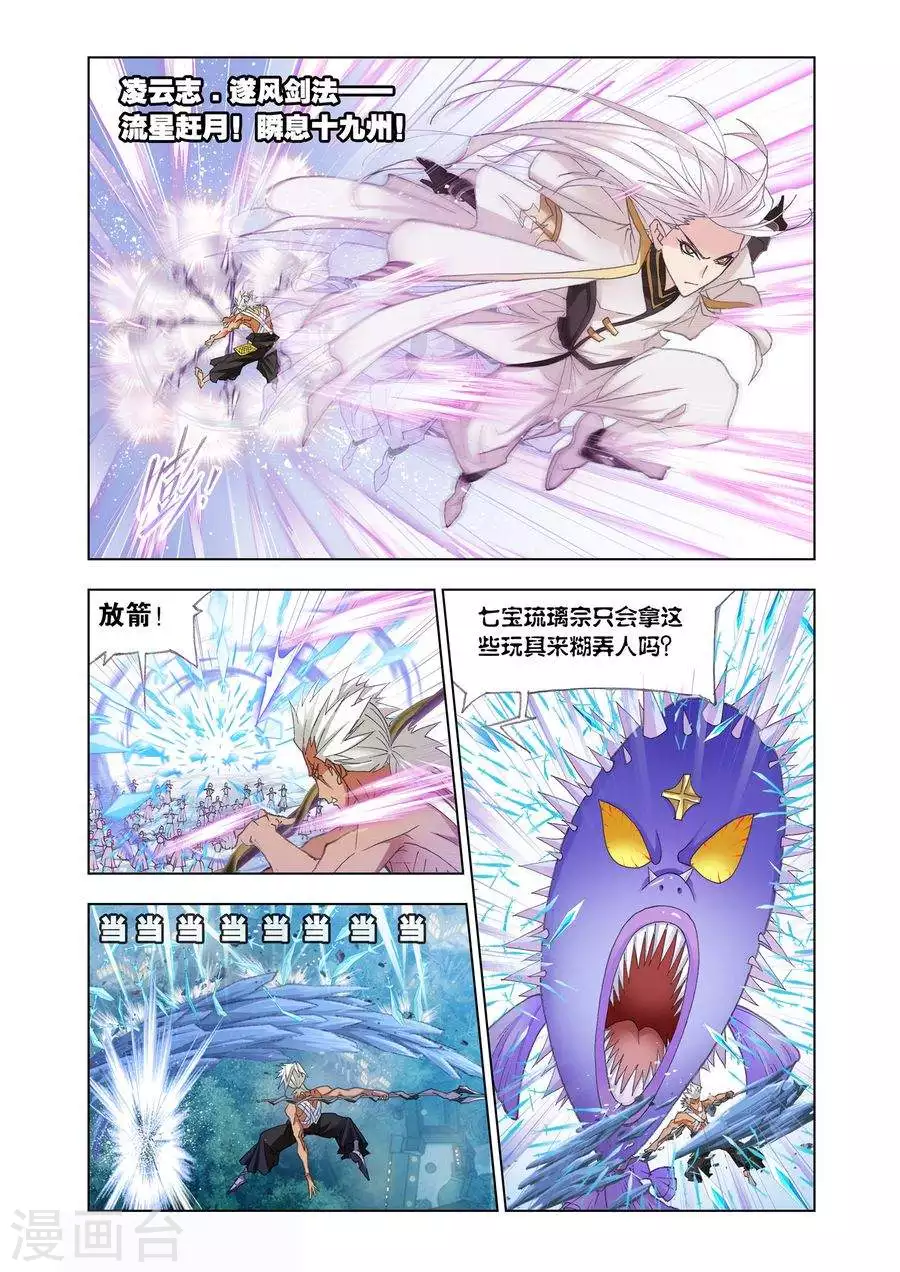 凌云志．遂风剑法——
流星赶月！瞬息十九州！
嘭！
放箭！
七宝琉璃宗只会拿这
些玩具来糊弄人吗？
当当当当当当当当
漫画台